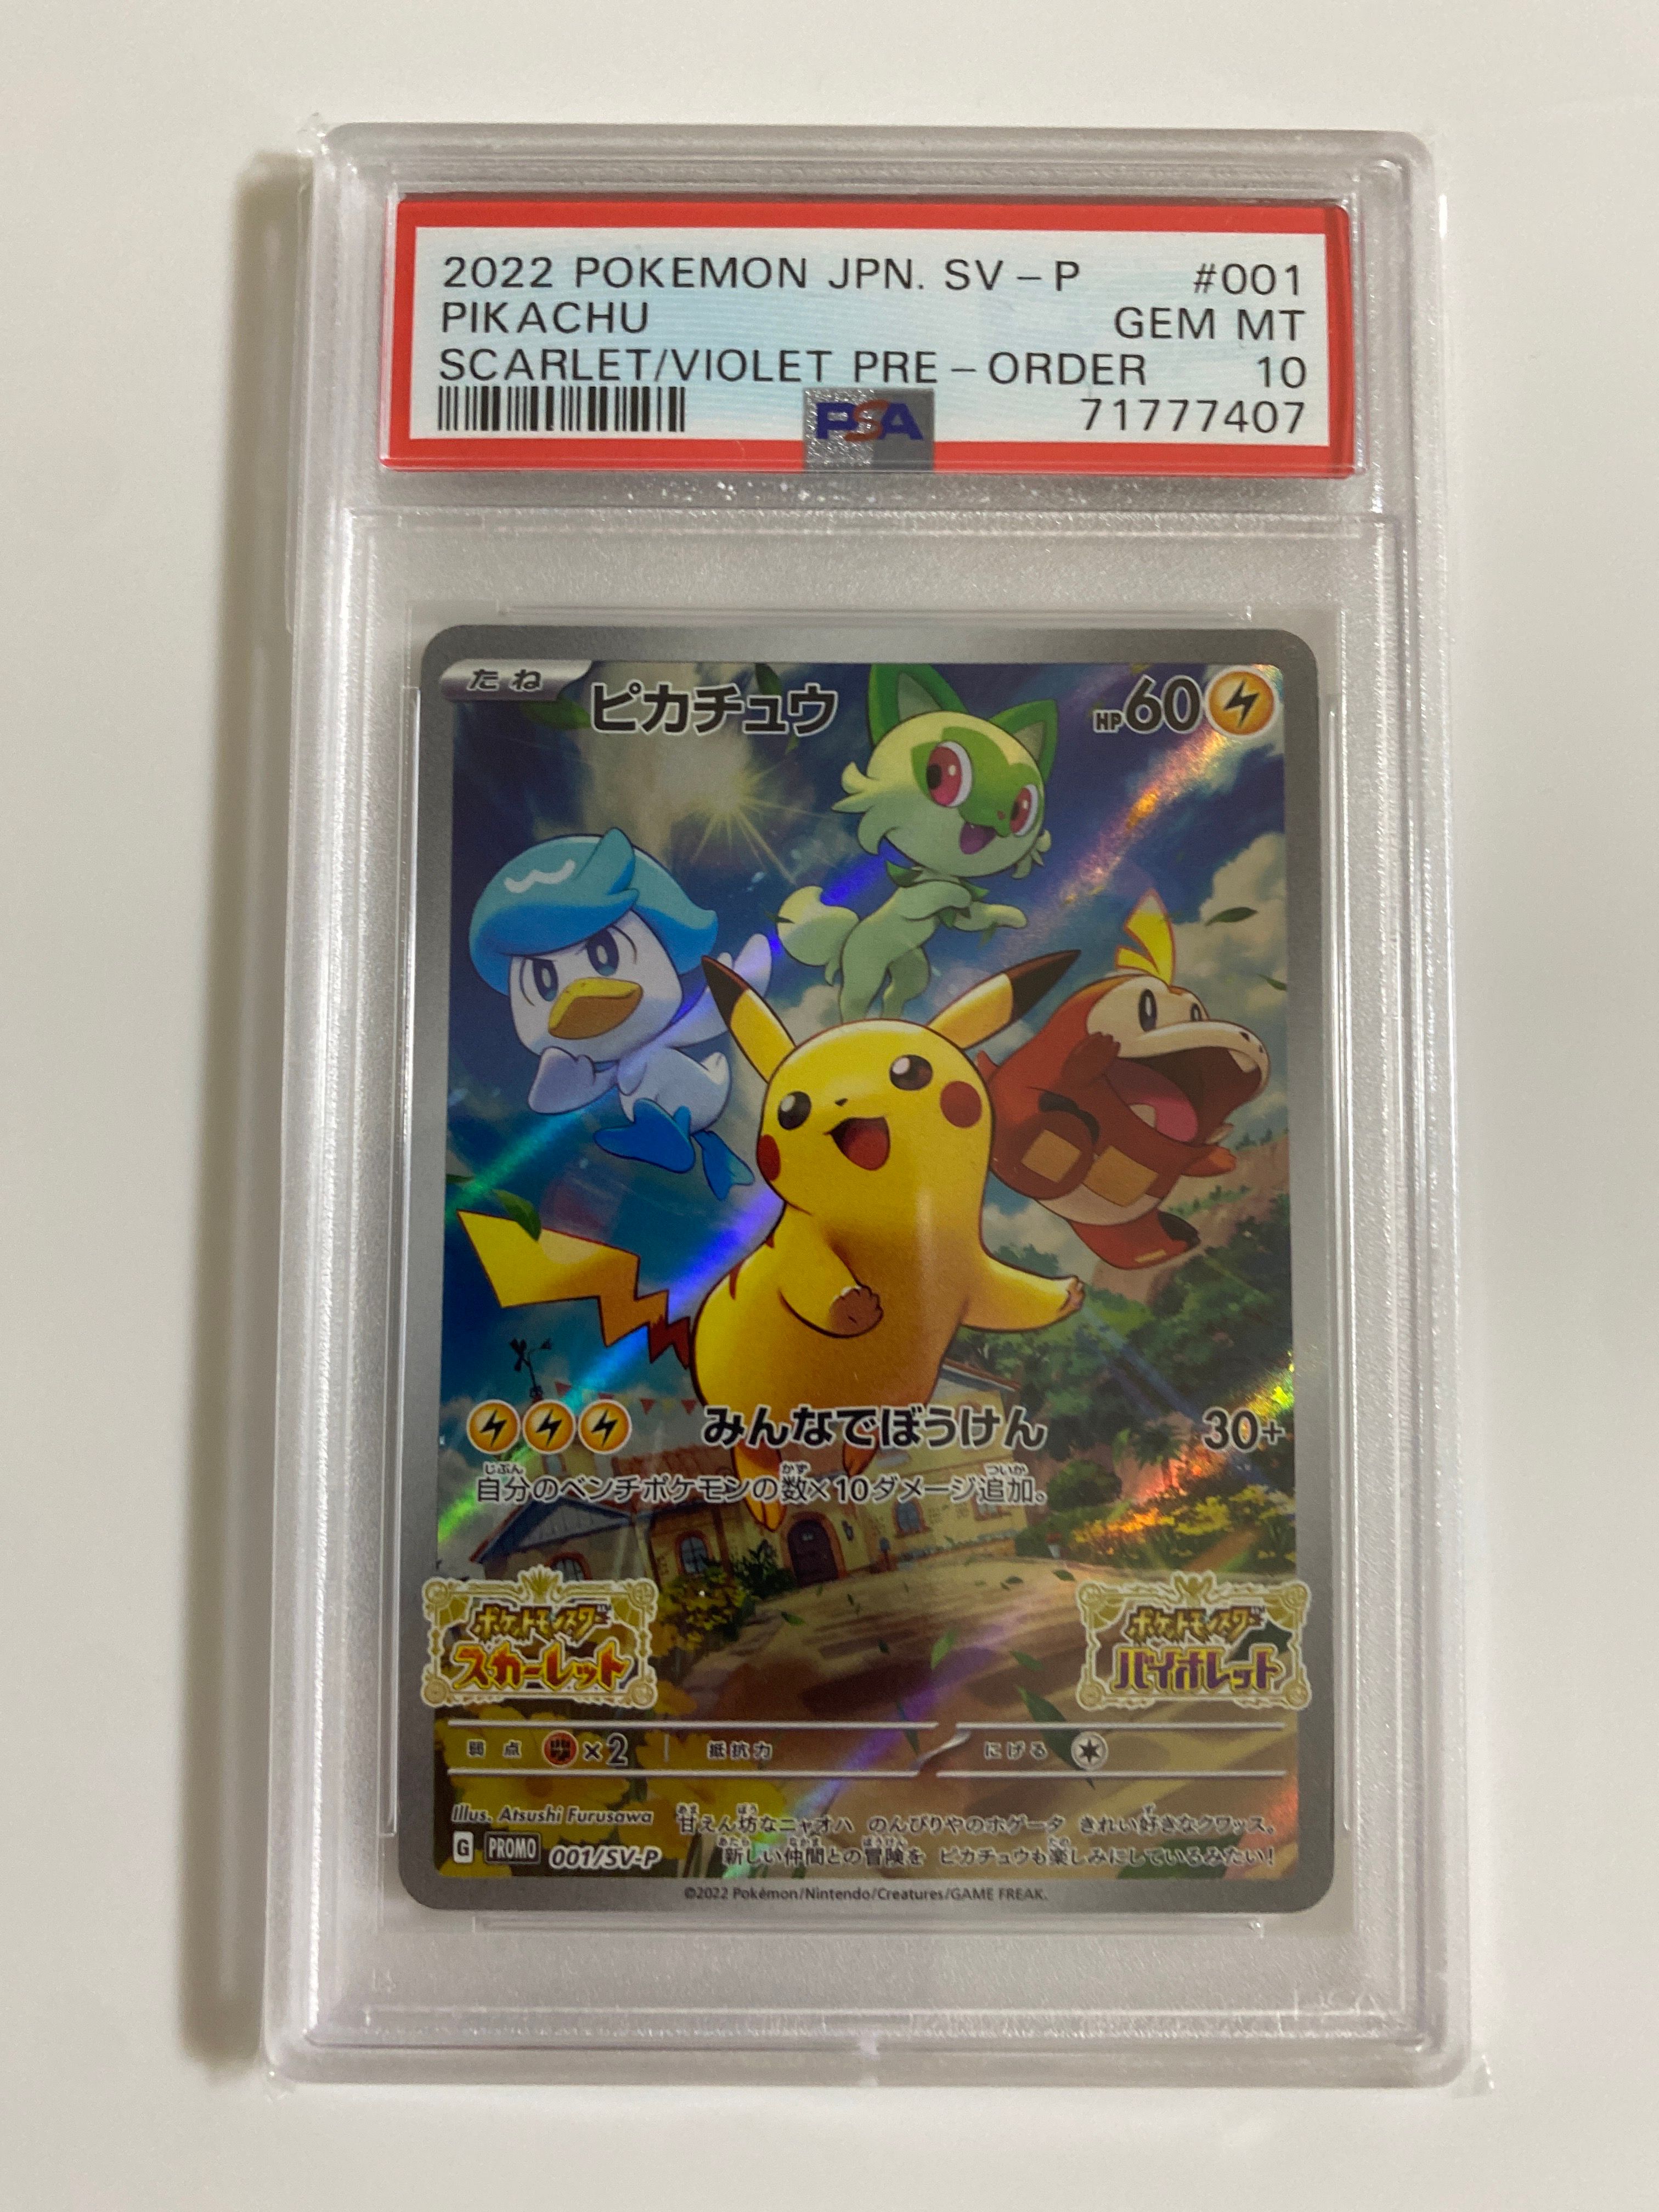 2022 POKEMON JPN. SV-P #001
PIKACHU GEM MT
SCARLET/VIOLET PRE-ORDER 10
PSA 71777407
たね ピカチュウ HP60
みんなでぼうけん 30+
自分のベンチポケモンの数×10ダメージ追加。
ポケットモンスター
スカーレット
ポケットモンスター
バイオレット
弱点 ×2 抵抗力 にげる
Illus. Atsushi Furusawa
G PROMO 001/SV-P
甘えん坊なニャオハ のんびりやのホゲータ きれい好きなクワッス。
新しい仲間との冒険を ピカチュウも楽しみにしているみたい!
©2022 Pokémon/Nintendo/Creatures/GAME FREAK.